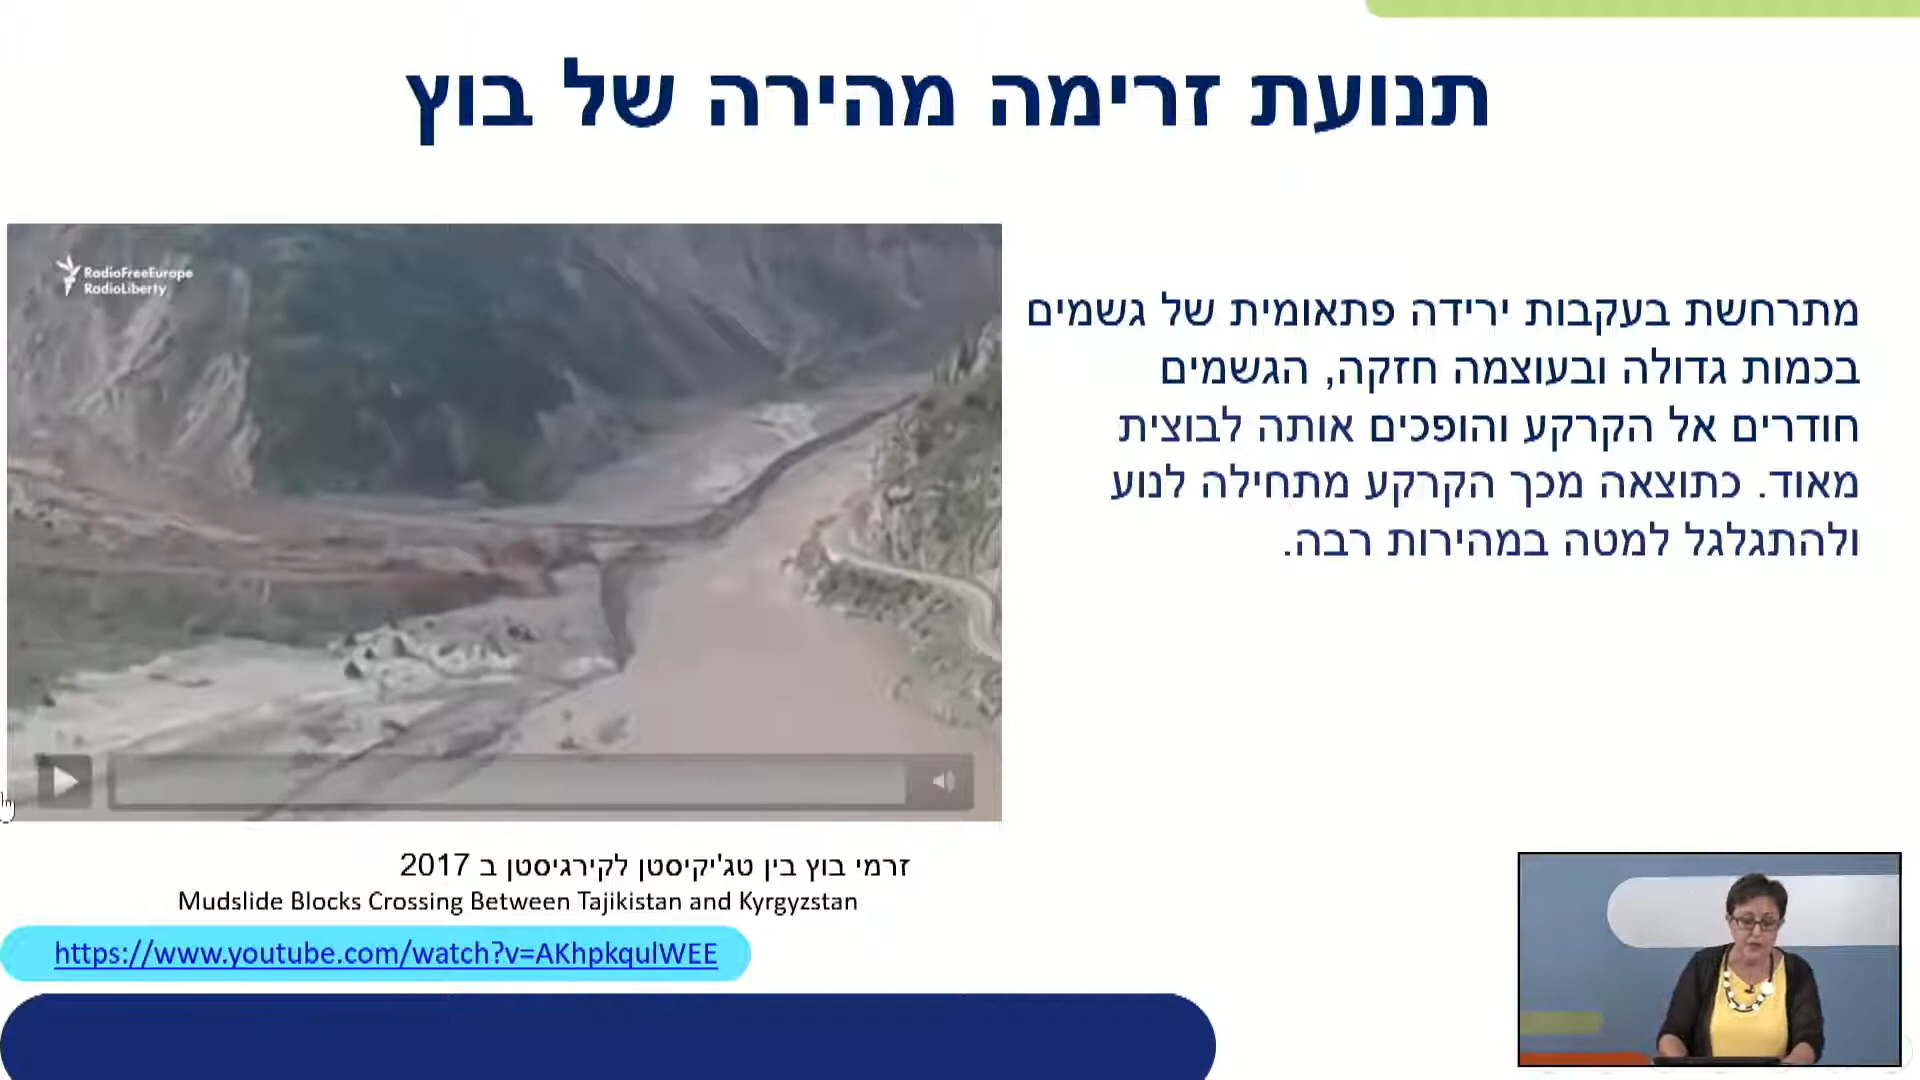 תנועת זרימה מהירה של בוץ
RadioFreeEurope
RadioLiberty
מתרחשת בעקבות ירידה פתאומית של גשמים
בכמות גדולה ובעוצמה חזקה, הגשמים
חודרים אל הקרקע והופכים אותה לבוצית
מאוד. כתוצאה מכך הקרקע מתחילה לנוע
ולהתגלגל למטה במהירות רבה.
זרמי בוץ בין טג'יקיסטן לקירגיסטן ב 2017
Mudslide Blocks Crossing Between Tajikistan and Kyrgyzstan
https://www.youtube.com/watch?v=AKhpkqulWEE